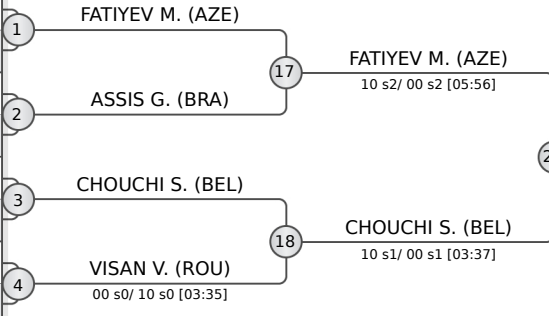 FATIYEV M. (AZE)
1
17
FATIYEV M. (AZE)
10 s2/ 00 s2 [05:56]
ASSIS G. (BRA)
2
2
CHOUCHI S. (BEL)
3
18
CHOUCHI S. (BEL)
10 s1/ 00 s1 [03:37]
VISAN V. (ROU)
4
00 s0/ 10 s0 [03:35]